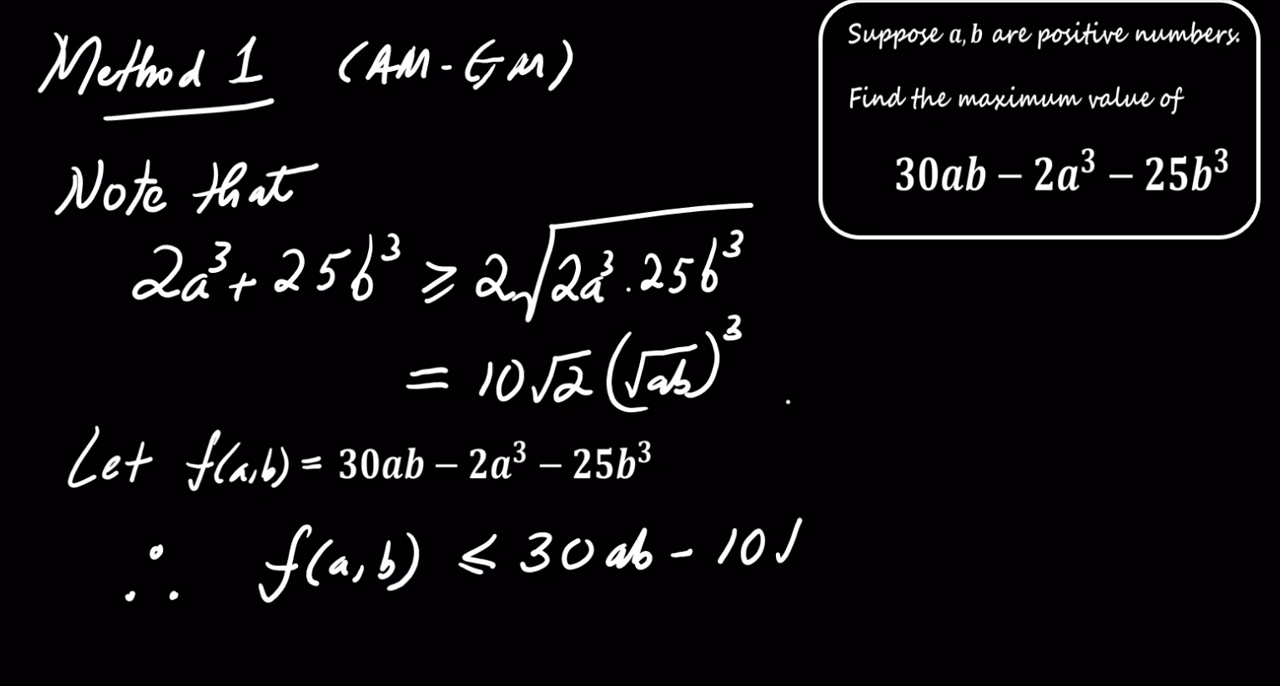 Method 1 (AM-GM)
Suppose a, b are positive numbers.
Find the maximum value of
30ab − 2a³ − 25b³
Note that
2a³ + 25b³ ⩾ 2√(2a³ . 25b³)
= 10√2 (√ab)³
Let f(a,b) = 30ab − 2a³ − 25b³
∴ f(a,b) ≤ 30ab - 10√